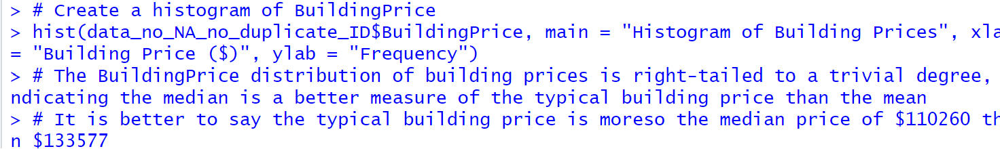 > # Create a histogram of BuildingPrice
> hist(data_no_NA_no_duplicate_ID$BuildingPrice, main = "Histogram of Building Prices", xla
= "Building Price ($)", ylab = "Frequency")
> # The BuildingPrice distribution of building prices is right-tailed to a trivial degree,
ndicating the median is a better measure of the typical building price than the mean
> # It is better to say the typical building price is moreso the median price of $110260 th
n $133577